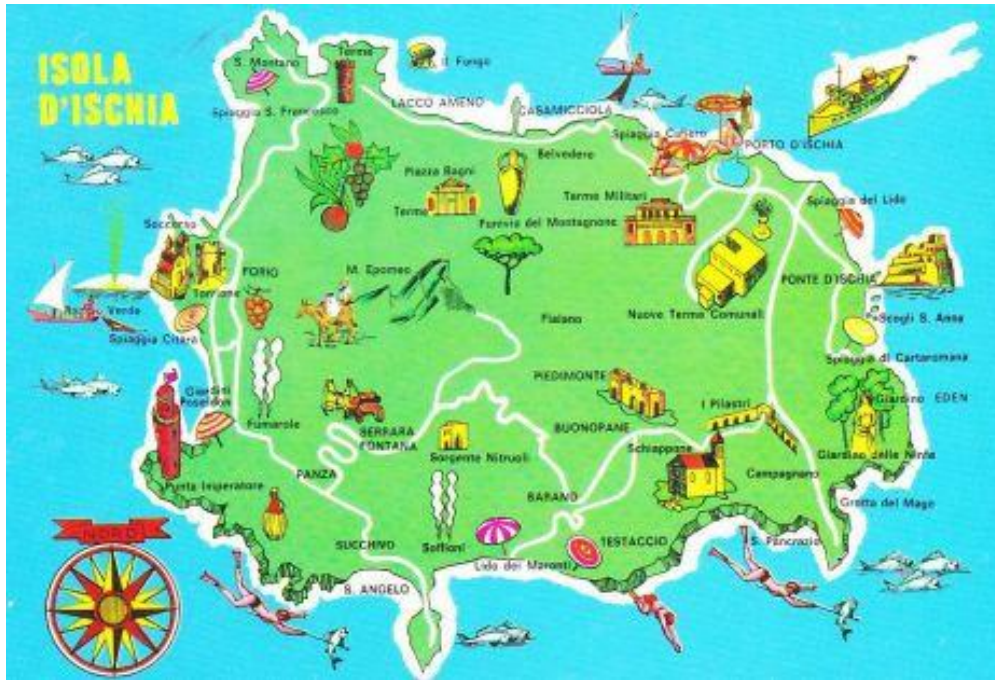 ISOLA
D'ISCHIA
S. Montano
Terme
il Fungo
Spiaggia S. Francesco
LACCO AMENO
CASAMICCIOLA
Spiaggia
PORTO D'ISCHIA
Belvedere
Piazza Bagni
Terme
Terme Militari
Spiaggia del Lido
del Montagnone
Soccorso
FORIO
M. Epomeo
Torrione
PONTE D'ISCHIA
Verde
Fiaiano
Nuove Terme Comunali
Scogli S. Anna
Spiaggia Citara
Spiaggia di Cartaromana
PIEDIMONTE
Giardini
Poseidon
I Pilastri
Giardino EDEN
Fumarole
SERRARA
FONTANA
BUONOPANE
Sorgente Nitruoli
Schiappone
Giardino delle Ninfe
PANZA
Campagnano
Punta Imperatore
BARANO
Grotta del Mago
NORD
SUCCHIVO
Soffioni
TESTACCIO
S. Pancrazio
Lido dei Maronti
S. ANGELO